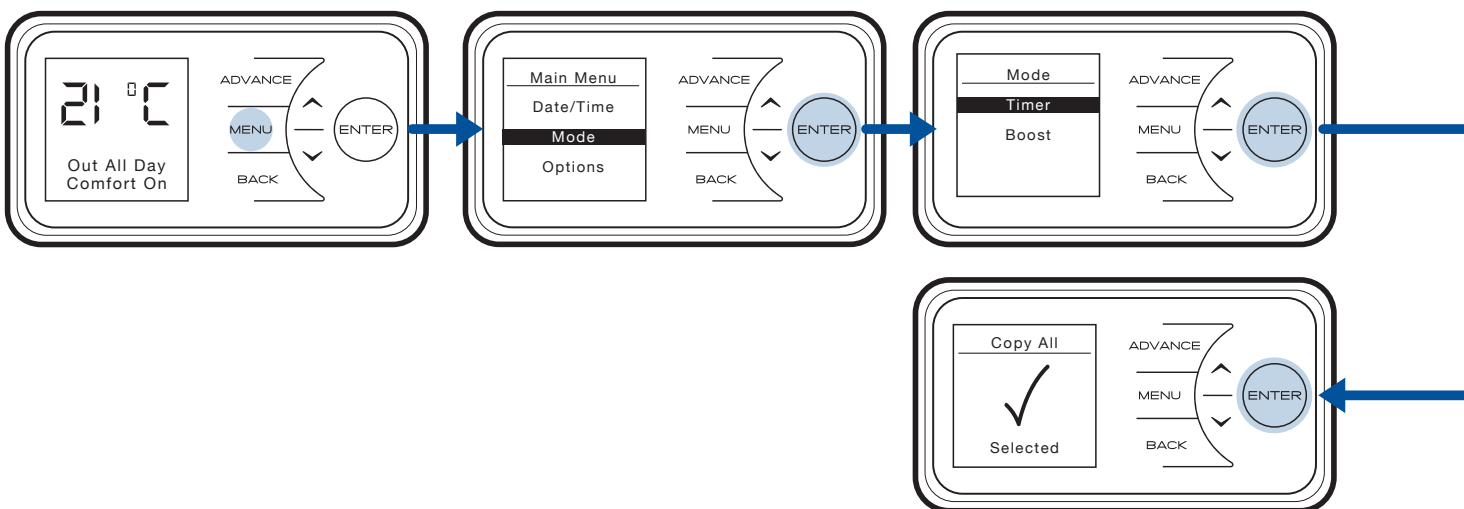 21 °C
Out All Day
Comfort On
ADVANCE
MENU
BACK
ENTER
Main Menu
Date/Time
Mode
Options
ADVANCE
MENU
BACK
ENTER
Mode
Timer
Boost
ADVANCE
MENU
BACK
ENTER
Copy All
Selected
ADVANCE
MENU
BACK
ENTER